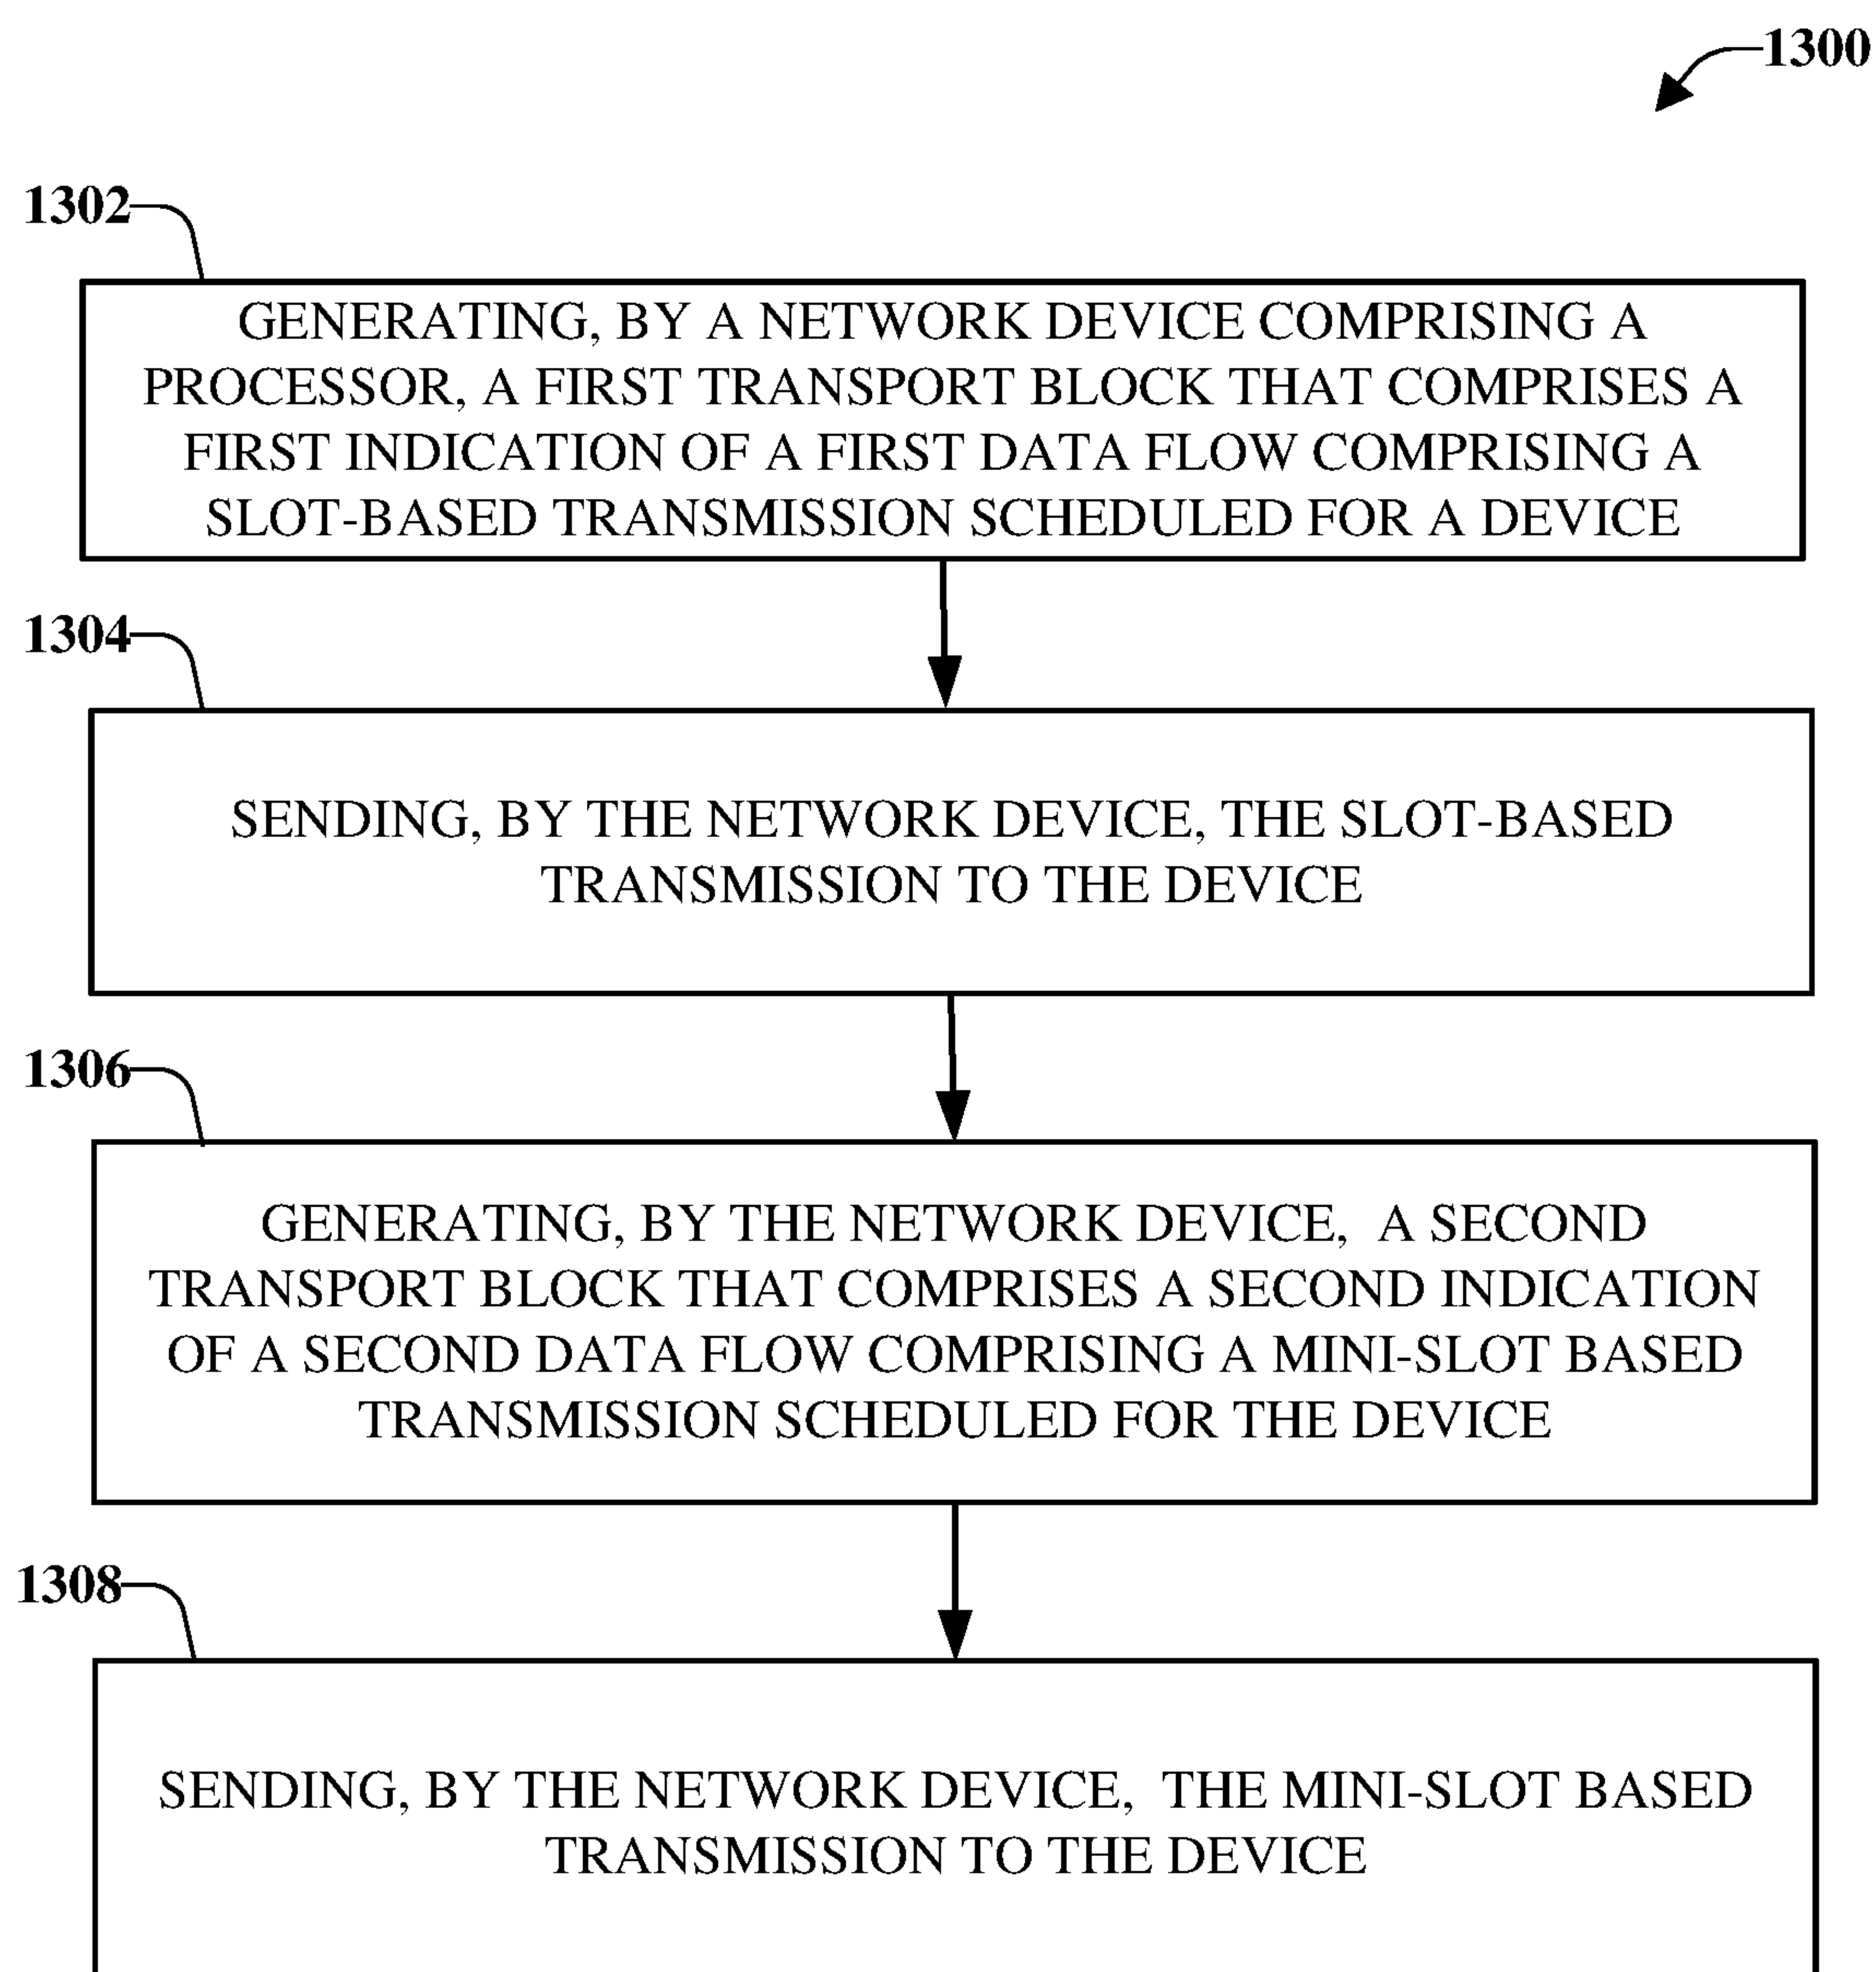 1300
1302
GENERATING, BY A NETWORK DEVICE COMPRISING A
PROCESSOR, A FIRST TRANSPORT BLOCK THAT COMPRISES A
FIRST INDICATION OF A FIRST DATA FLOW COMPRISING A
SLOT-BASED TRANSMISSION SCHEDULED FOR A DEVICE
1304
SENDING, BY THE NETWORK DEVICE, THE SLOT-BASED
TRANSMISSION TO THE DEVICE
1306
GENERATING, BY THE NETWORK DEVICE, A SECOND
TRANSPORT BLOCK THAT COMPRISES A SECOND INDICATION
OF A SECOND DATA FLOW COMPRISING A MINI-SLOT BASED
TRANSMISSION SCHEDULED FOR THE DEVICE
1308
SENDING, BY THE NETWORK DEVICE, THE MINI-SLOT BASED
TRANSMISSION TO THE DEVICE